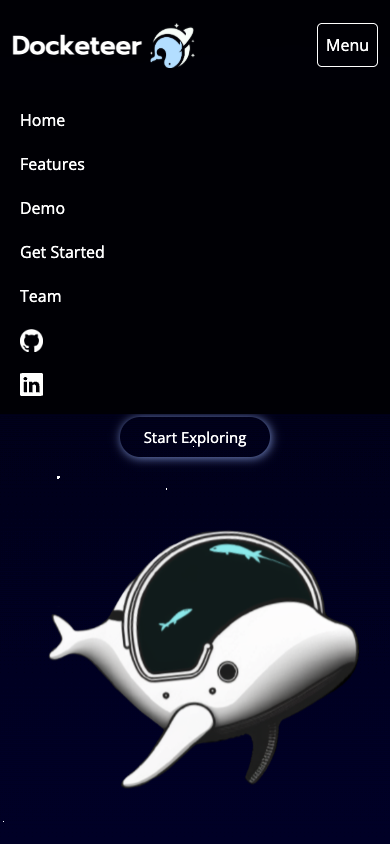 Docketeer
Menu
Home
Features
Demo
Get Started
Team
Start Exploring